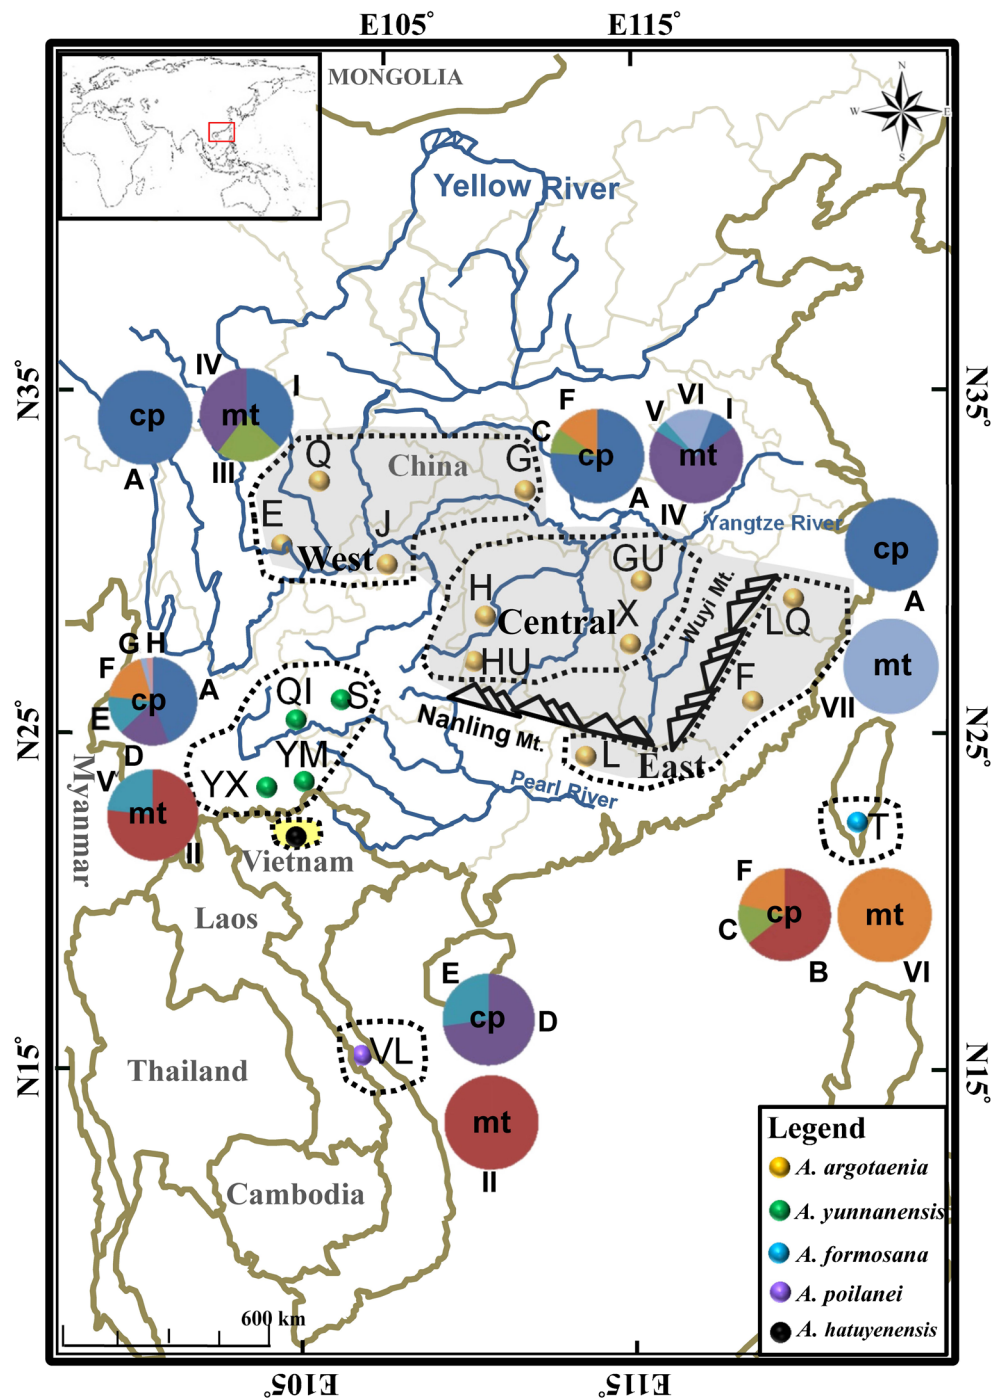 E105°
E115°
MONGOLIA
N
W
E
S
Yellow River
N35°
N35°
IV
I
cp
mt
A
III
F
C
cp
A
VI
V
I
mt
IV
Q
China
G
E
J
West
Yangtze River
cp
A
GU
H
Central
X
Wuyi Mt.
LQ
HU
mt
VII
F
G
H
F
A
cp
E
D
QI
S
Nanling Mt.
N25°
N25°
L
East
YM
YX
Pearl River
V
mt
II
Myanmar
Vietnam
T
Laos
F
cp
C
B
mt
VI
E
cp
D
VL
N15°
N15°
Thailand
mt
II
Cambodia
Legend
A. argotaenia
A. yunnanensis
A. formosana
A. poilanei
A. hatuyenensis
600 km
E105°
E115°